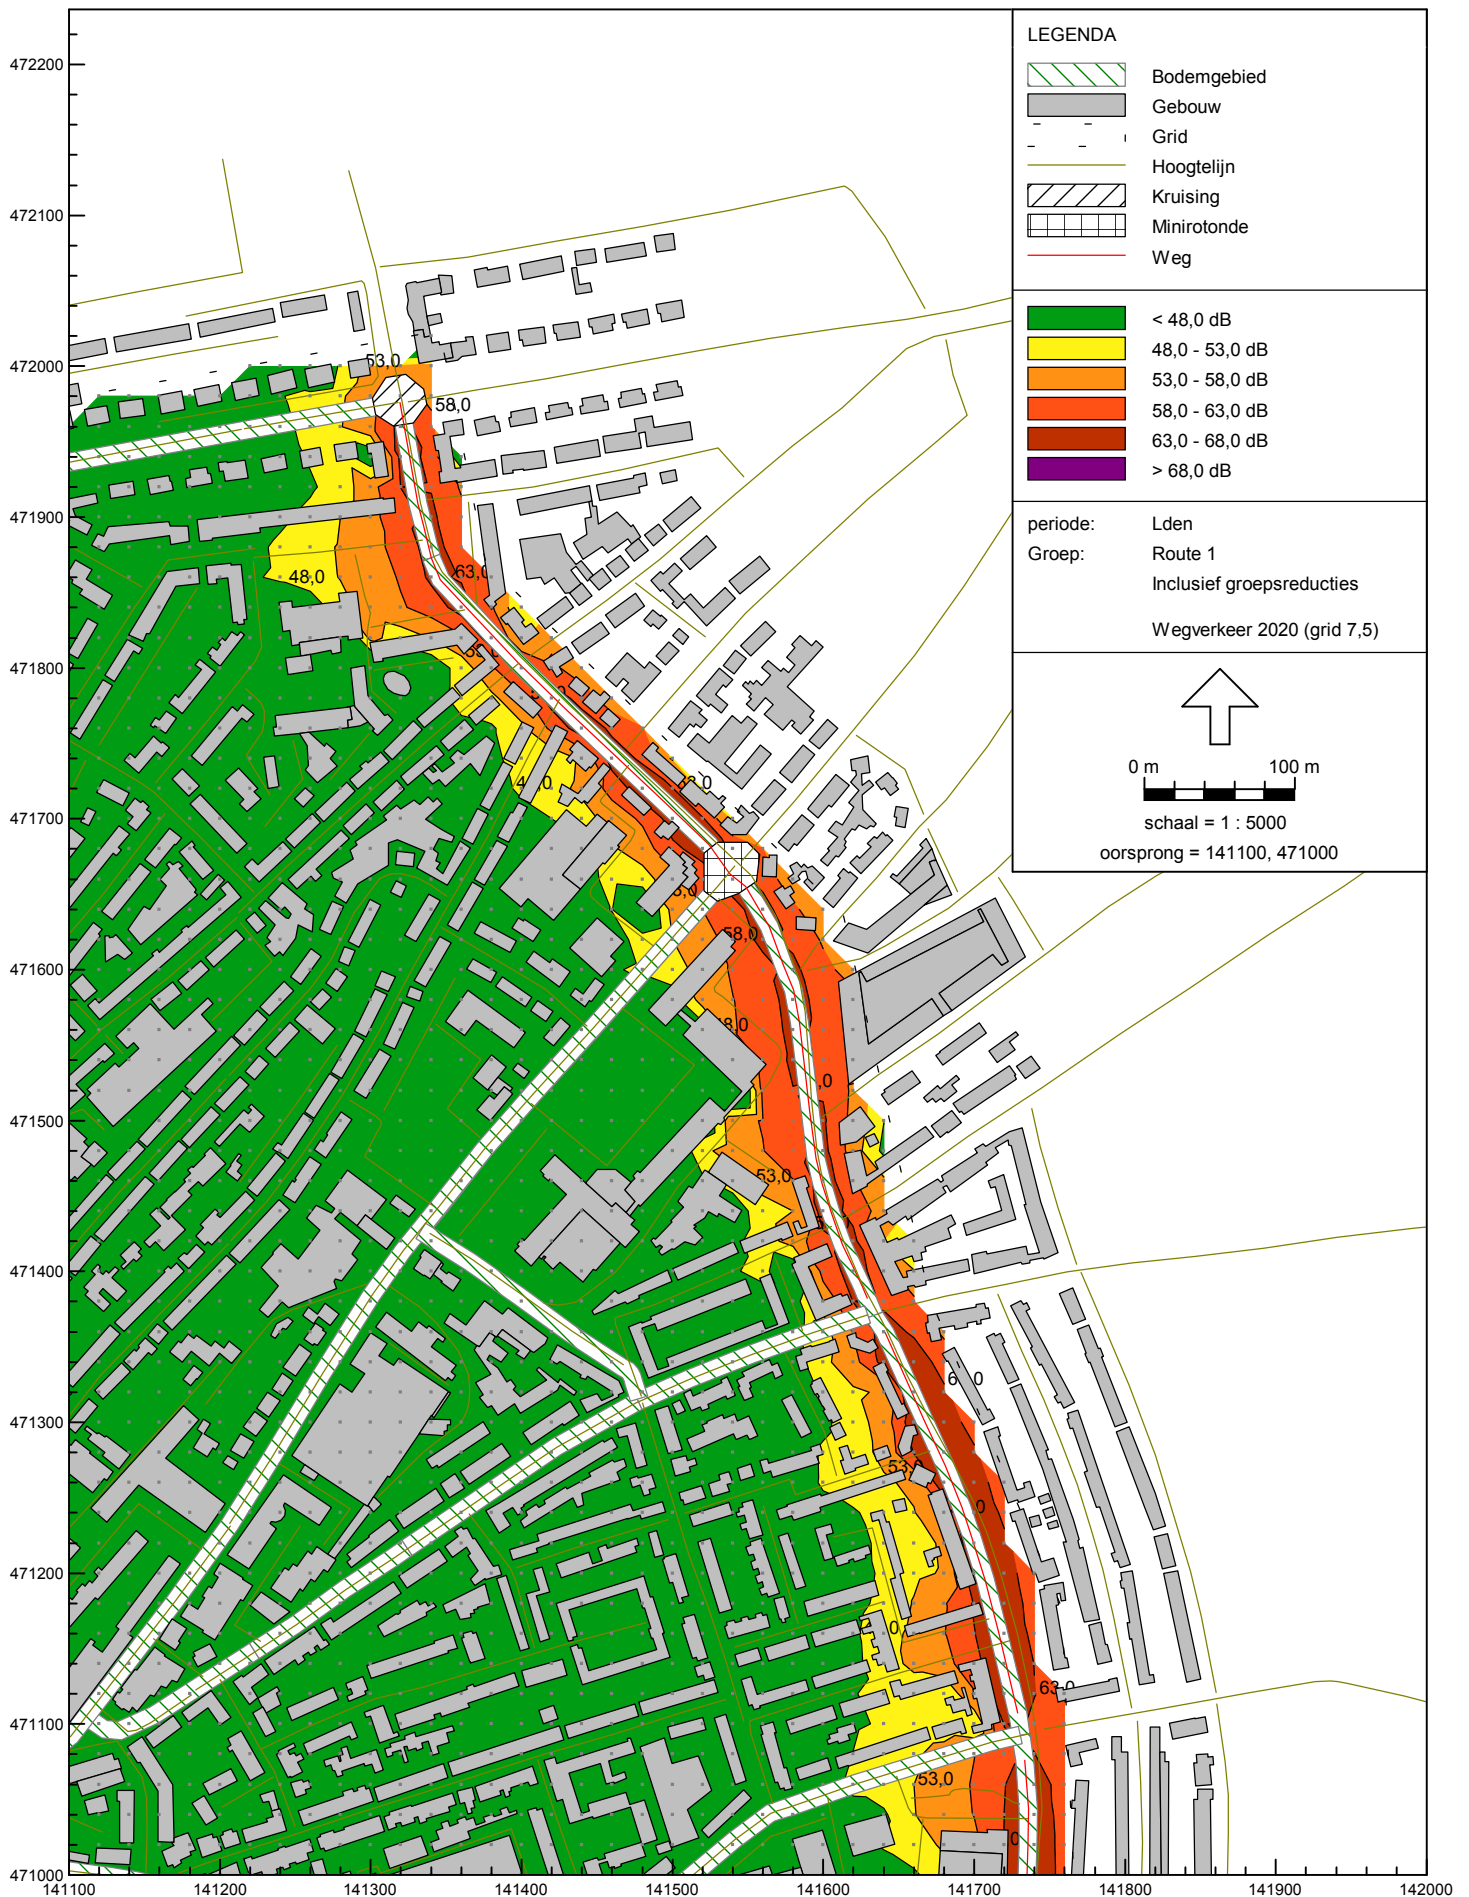 LEGENDA
Bodemgebied
Gebouw
Grid
Hoogtelijn
Kruising
Minirotonde
Weg
< 48,0 dB
48,0 - 53,0 dB
53,0 - 58,0 dB
58,0 - 63,0 dB
63,0 - 68,0 dB
> 68,0 dB
periode: Lden
Groep: Route 1
Inclusief groepsreducties
Wegverkeer 2020 (grid 7,5)
0 m 100 m
schaal = 1 : 5000
oorsprong = 141100, 471000
472200
472100
472000
471900
471800
471700
471600
471500
471400
471300
471200
471100
471000
141100 141200 141300 141400 141500 141600 141700 141800 141900 142000
53,0
58,0
63,0
48,0
58,0
53,0
53,0
63,0
53,0